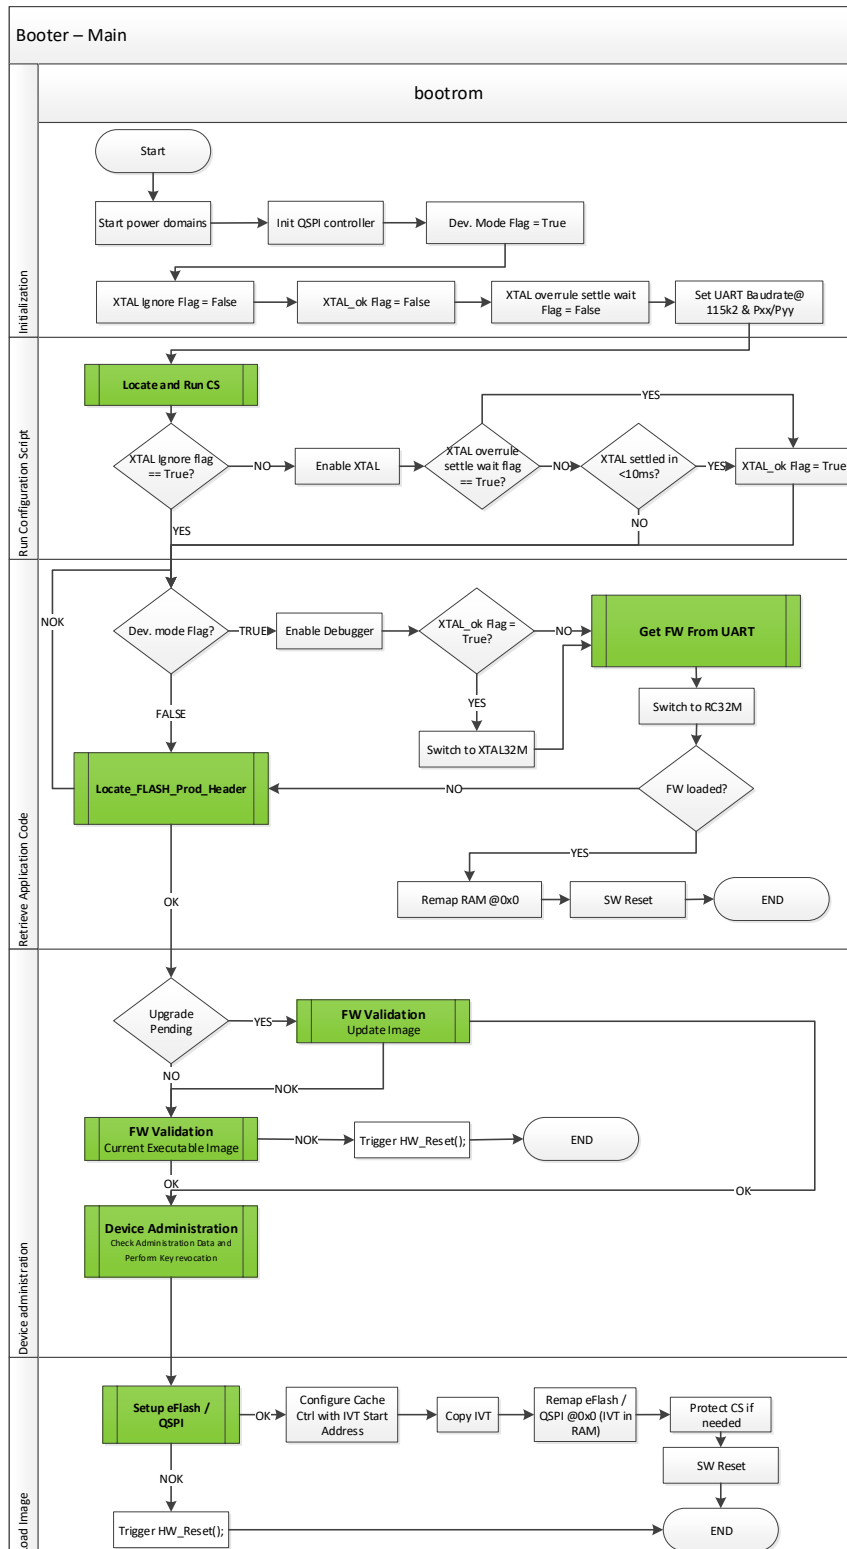 Booter – Main
bootrom
Initialization
Start
Start power domains
Init QSPI controller
Dev. Mode Flag = True
XTAL Ignore Flag = False
XTAL_ok Flag = False
XTAL overrule settle wait
Flag = False
Set UART Baudrate@
115k2 & Pxx/Pyy
Run Configuration Script
Locate and Run CS
YES
XTAL Ignore flag
== True?
NO
Enable XTAL
XTAL overrule
settle wait flag
== True?
NO
XTAL settled in
<10ms?
YES
XTAL_ok Flag = True
NO
YES
Retrieve Application Code
NOK
Dev. mode Flag?
TRUE
Enable Debugger
XTAL_ok Flag =
True?
NO
Get FW From UART
YES
Switch to RC32M
FALSE
Switch to XTAL32M
Locate_FLASH_Prod_Header
NO
FW loaded?
YES
OK
Remap RAM @0x0
SW Reset
END
Device administration
Upgrade
Pending
YES
FW Validation
Update Image
NO
NOK
FW Validation
Current Executable Image
NOK
Trigger HW_Reset();
END
OK
OK
Device Administration
Check Administration Data and
Perform Key revocation
Setup eFlash /
QSPI
OK
Configure Cache
Ctrl with IVT Start
Address
Copy IVT
Remap eFlash /
QSPI @0x0 (IVT in
RAM)
Protect CS if
needed
SW Reset
NOK
Trigger HW_Reset();
END
Image